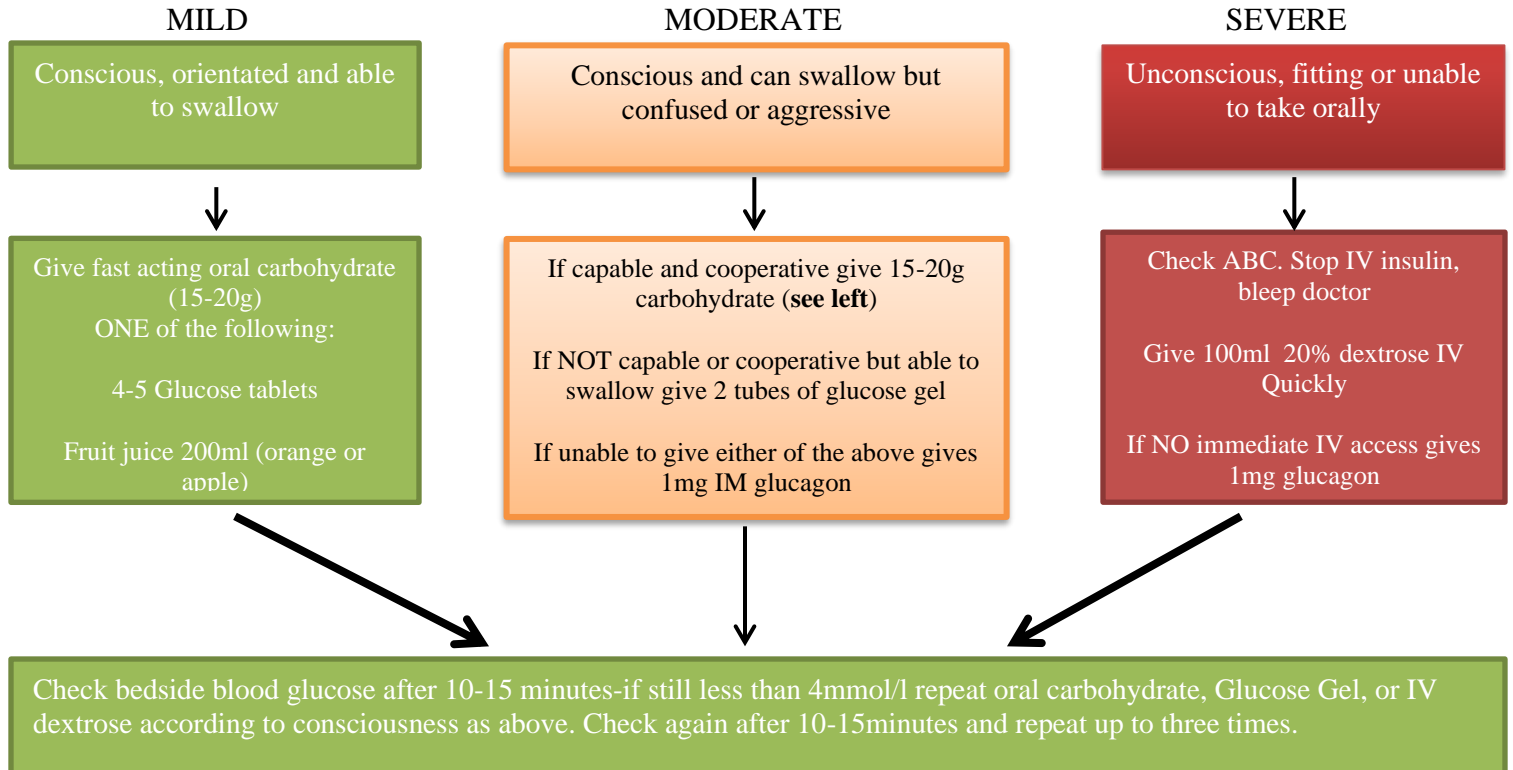 MILD
MODERATE
SEVERE
Conscious, orientated and able
to swallow
Conscious and can swallow but
confused or aggressive
Unconscious, fitting or unable
to take orally
Give fast acting oral carbohydrate
(15-20g)
ONE of the following:
4-5 Glucose tablets
Fruit juice 200ml (orange or
apple)
If capable and cooperative give 15-20g
carbohydrate (see left)
If NOT capable or cooperative but able to
swallow give 2 tubes of glucose gel
If unable to give either of the above gives
1mg IM glucagon
Check ABC. Stop IV insulin,
bleep doctor
Give 100ml 20% dextrose IV
Quickly
If NO immediate IV access gives
1mg glucagon
Check bedside blood glucose after 10-15 minutes-if still less than 4mmol/l repeat oral carbohydrate, Glucose Gel, or IV
dextrose according to consciousness as above. Check again after 10-15minutes and repeat up to three times.